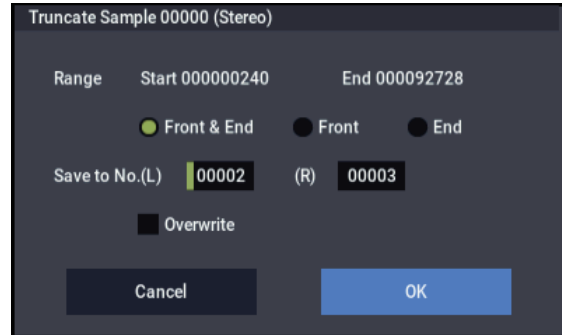 Truncate Sample 00000 (Stereo)
Range Start 000000240 End 000092728
Front & End Front End
Save to No.(L) 00002 (R) 00003
Overwrite
Cancel OK